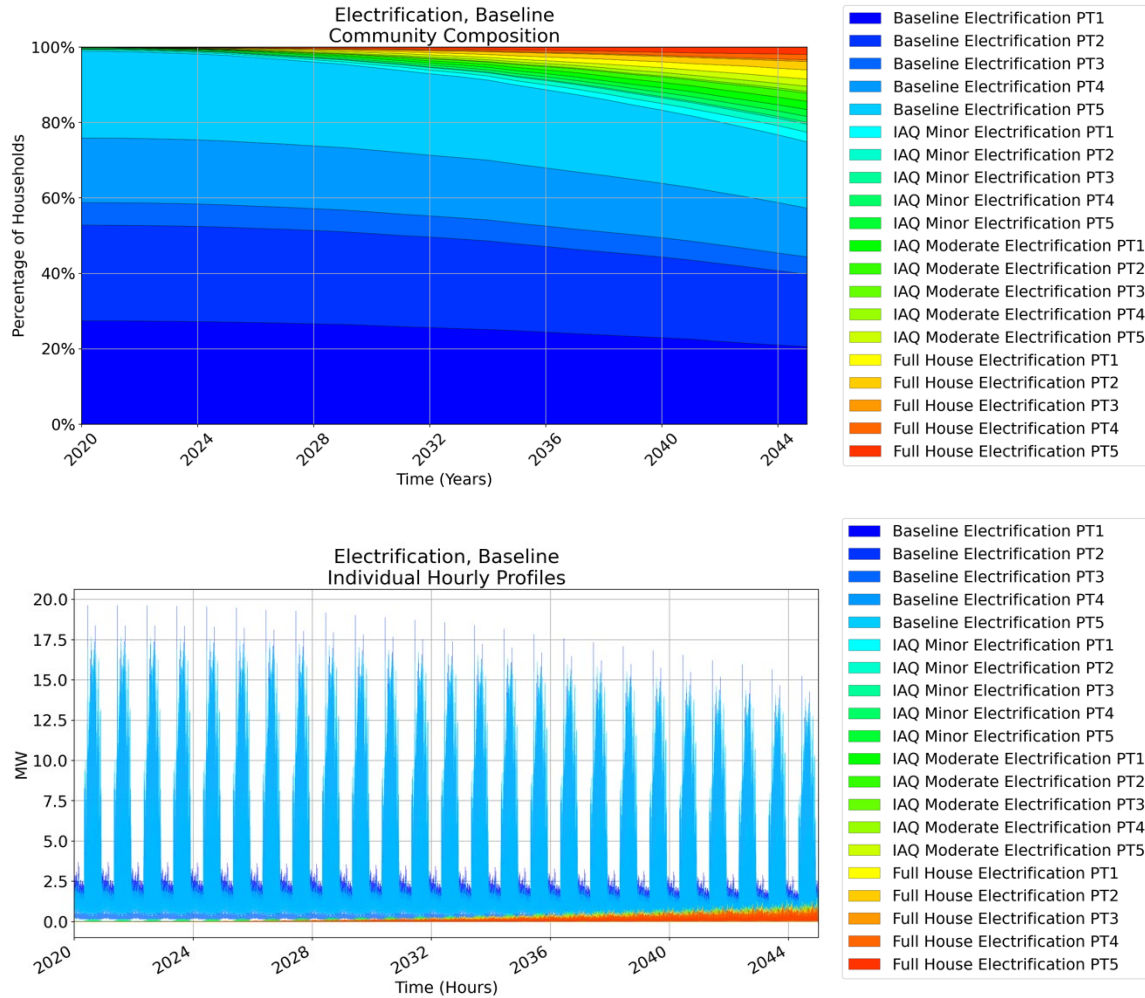 Electrification, Baseline
Community Composition
100%
80%
60%
40%
20%
0%
Percentage of Households
2020
2024
2028
2032
2036
2040
2044
Time (Years)
Baseline Electrification PT1
Baseline Electrification PT2
Baseline Electrification PT3
Baseline Electrification PT4
Baseline Electrification PT5
IAQ Minor Electrification PT1
IAQ Minor Electrification PT2
IAQ Minor Electrification PT3
IAQ Minor Electrification PT4
IAQ Minor Electrification PT5
IAQ Moderate Electrification PT1
IAQ Moderate Electrification PT2
IAQ Moderate Electrification PT3
IAQ Moderate Electrification PT4
IAQ Moderate Electrification PT5
Full House Electrification PT1
Full House Electrification PT2
Full House Electrification PT3
Full House Electrification PT4
Full House Electrification PT5
Electrification, Baseline
Individual Hourly Profiles
20.0
17.5
15.0
12.5
10.0
7.5
5.0
2.5
0.0
MW
2020
2024
2028
2032
2036
2040
2044
Time (Hours)
Baseline Electrification PT1
Baseline Electrification PT2
Baseline Electrification PT3
Baseline Electrification PT4
Baseline Electrification PT5
IAQ Minor Electrification PT1
IAQ Minor Electrification PT2
IAQ Minor Electrification PT3
IAQ Minor Electrification PT4
IAQ Minor Electrification PT5
IAQ Moderate Electrification PT1
IAQ Moderate Electrification PT2
IAQ Moderate Electrification PT3
IAQ Moderate Electrification PT4
IAQ Moderate Electrification PT5
Full House Electrification PT1
Full House Electrification PT2
Full House Electrification PT3
Full House Electrification PT4
Full House Electrification PT5